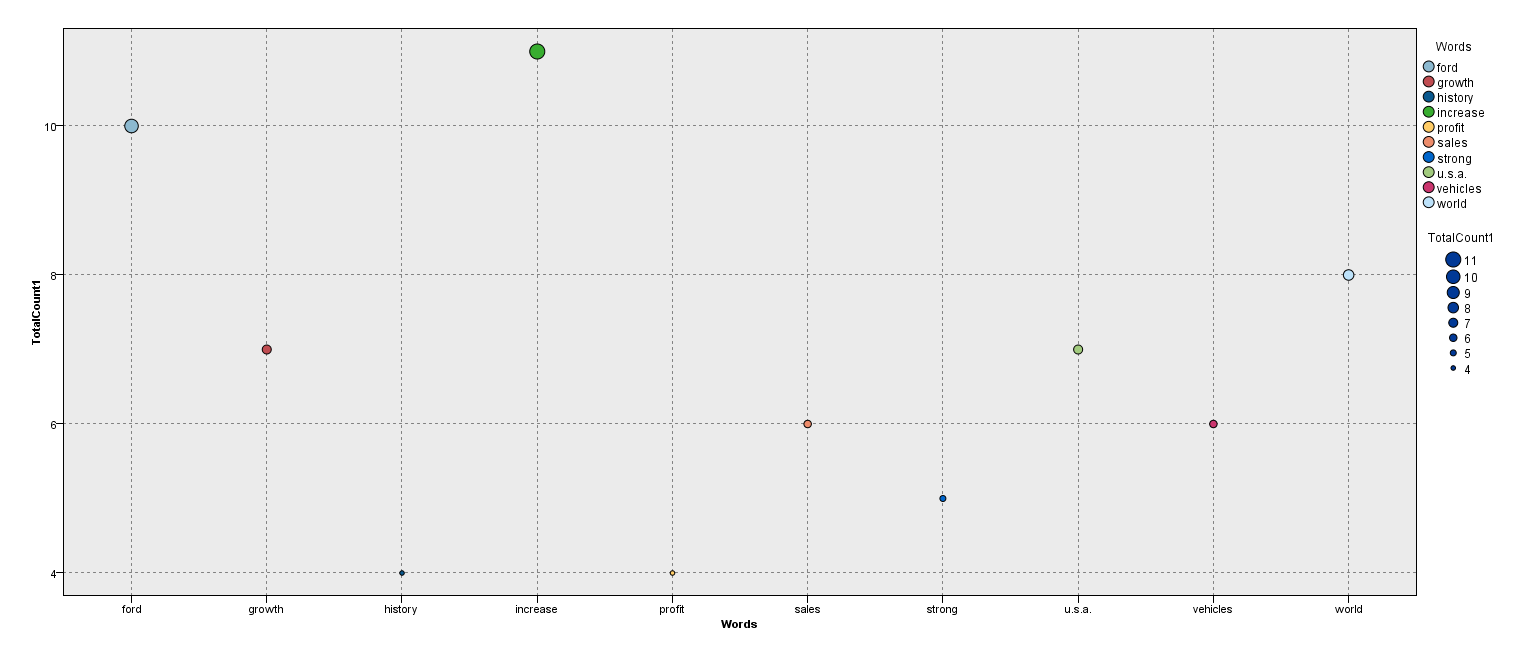 TotalCount1
10
8
6
4
ford growth history increase profit sales strong u.s.a. vehicles world
Words
Words
ford
growth
history
increase
profit
sales
strong
u.s.a.
vehicles
world
TotalCount1
11
10
9
8
7
6
5
4